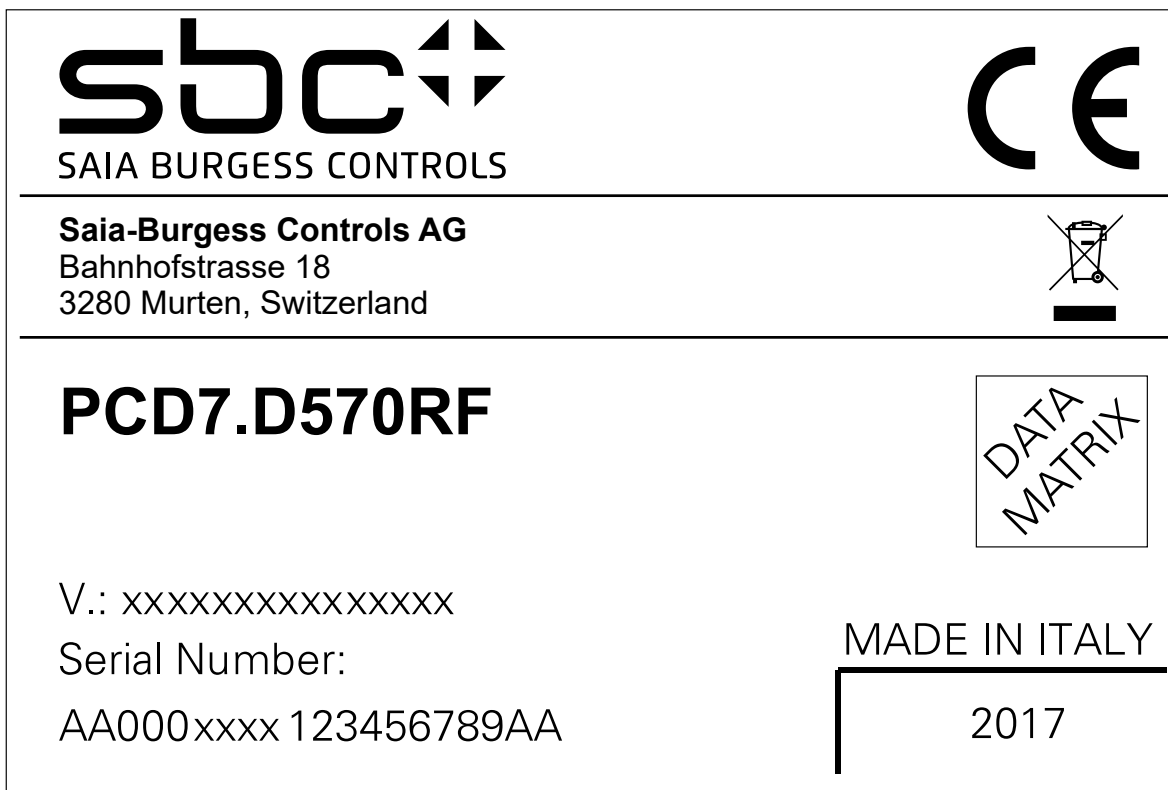 sbc
SAIA BURGESS CONTROLS
CE
Saia-Burgess Controls AG
Bahnhofstrasse 18
3280 Murten, Switzerland
PCD7.D570RF
DATA
MATRIX
V.: xxxxxxxxxxxxxxxx
Serial Number:
AA000xxxx 123456789AA
MADE IN ITALY
2017